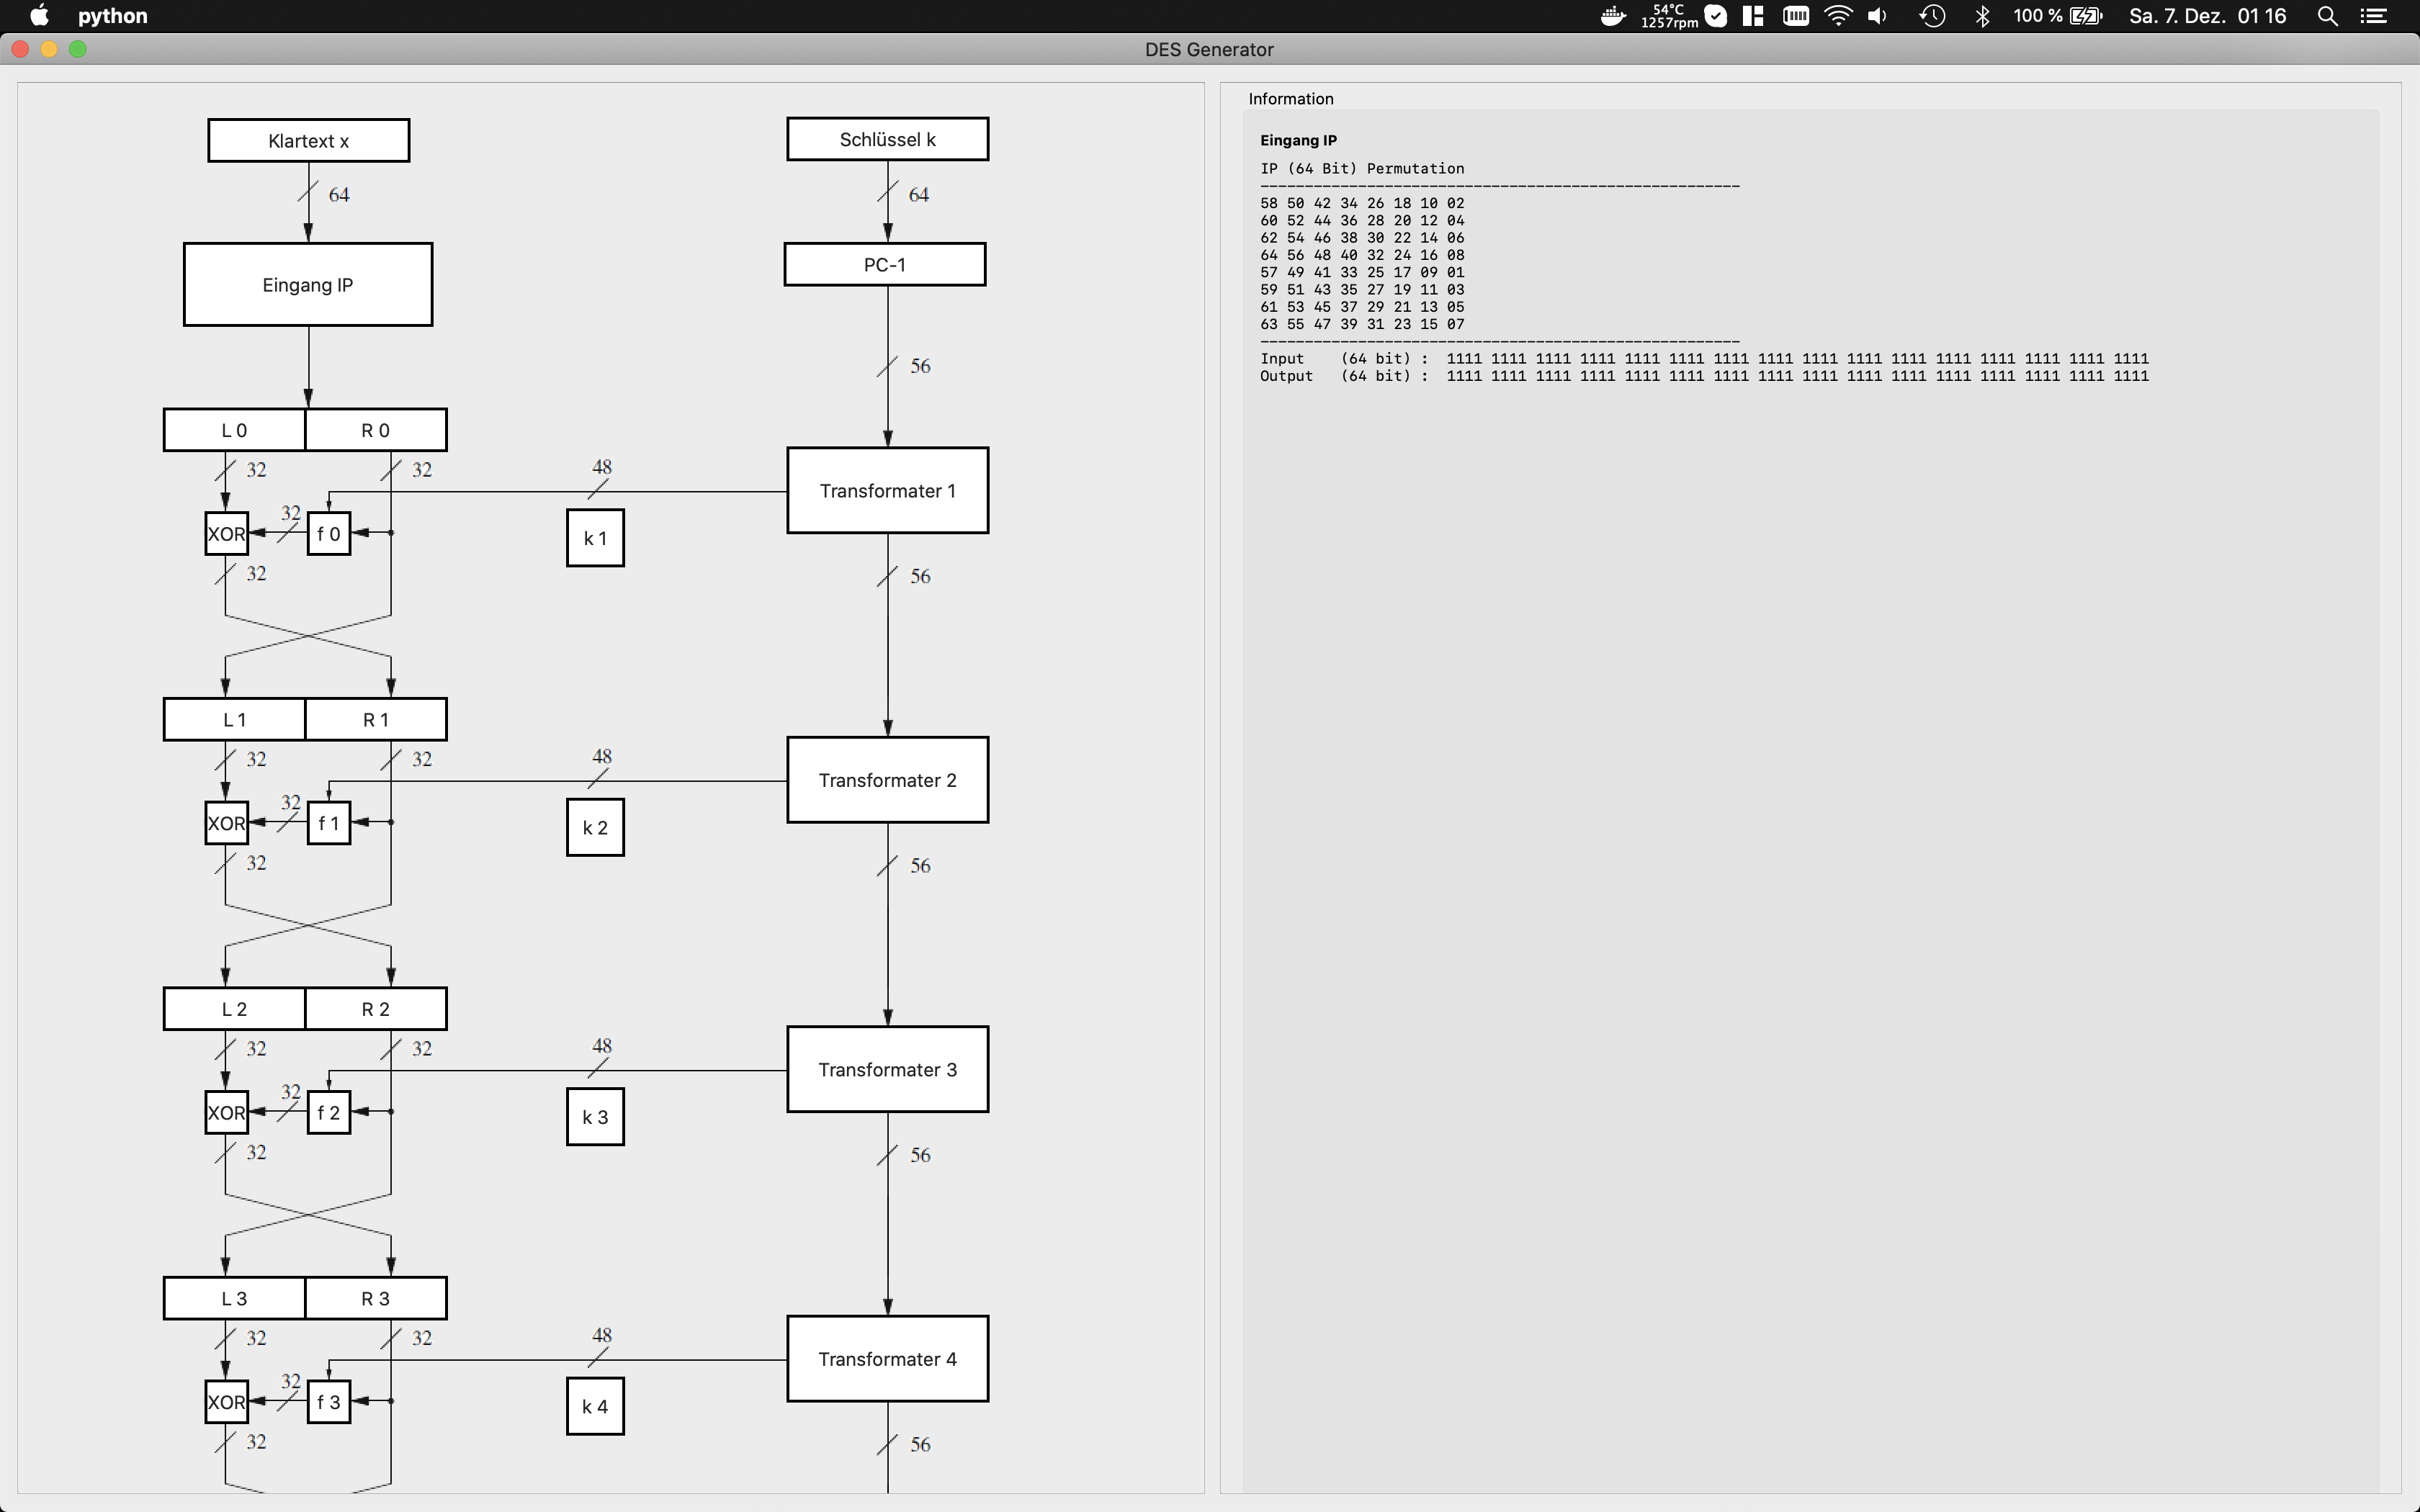 python
54°C
1257rpm
100 %
Sa. 7. Dez. 01 16
DES Generator
Klartext x
Schlüssel k
64
64
Eingang IP
PC-1
56
L 0
R 0
32
32
48
Transformater 1
32
XOR
f 0
k 1
32
56
L 1
R 1
32
32
48
Transformater 2
32
XOR
f 1
k 2
32
56
L 2
R 2
32
32
48
Transformater 3
32
XOR
f 2
k 3
32
56
L 3
R 3
32
32
48
Transformater 4
32
XOR
f 3
k 4
32
56
Information
Eingang IP
IP (64 Bit) Permutation
------------------------------------------------------
58 50 42 34 26 18 10 02
60 52 44 36 28 20 12 04
62 54 46 38 30 22 14 06
64 56 48 40 32 24 16 08
57 49 41 33 25 17 09 01
59 51 43 35 27 19 11 03
61 53 45 37 29 21 13 05
63 55 47 39 31 23 15 07
------------------------------------------------------
Input (64 bit) : 1111 1111 1111 1111 1111 1111 1111 1111 1111 1111 1111 1111 1111 1111 1111 1111
Output (64 bit) : 1111 1111 1111 1111 1111 1111 1111 1111 1111 1111 1111 1111 1111 1111 1111 1111